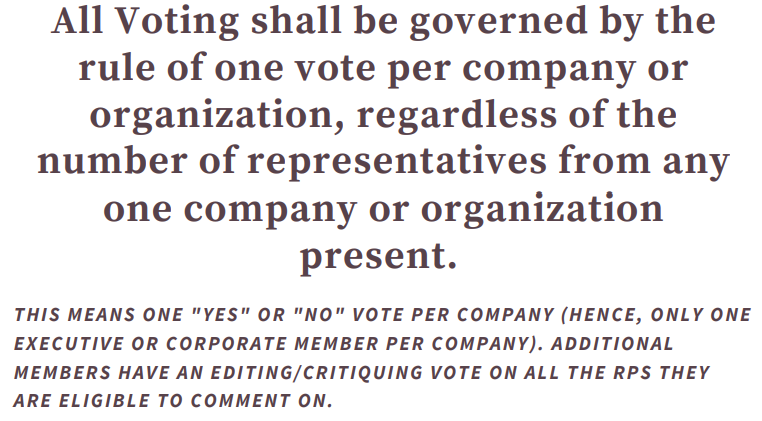 All Voting shall be governed by the
rule of one vote per company or
organization, regardless of the
number of representatives from any
one company or organization
present.
THIS MEANS ONE "YES" OR "NO" VOTE PER COMPANY (HENCE, ONLY ONE
EXECUTIVE OR CORPORATE MEMBER PER COMPANY). ADDITIONAL
MEMBERS HAVE AN EDITING/CRITIQUING VOTE ON ALL THE RPS THEY
ARE ELIGIBLE TO COMMENT ON.